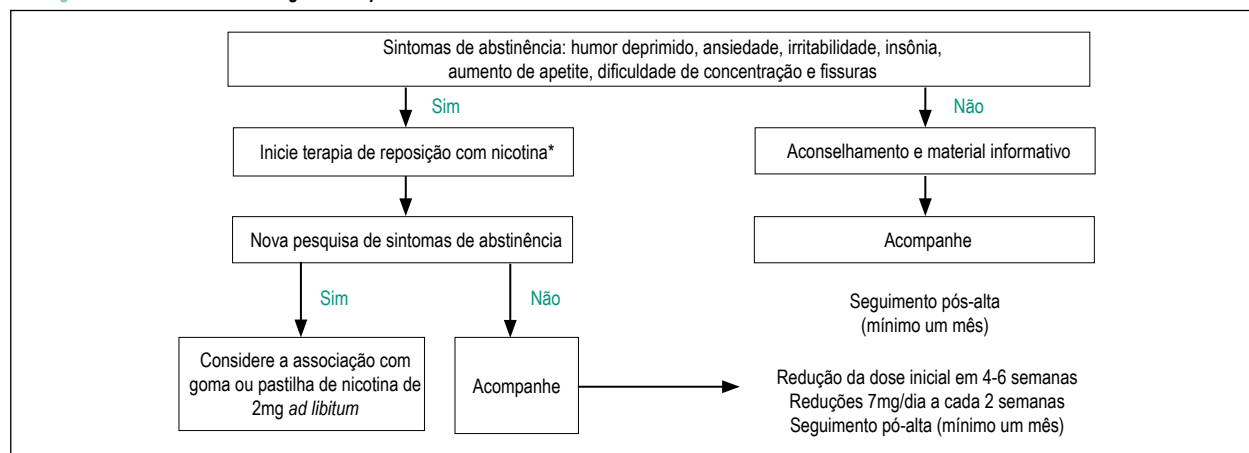 Sintomas de abstinência: humor deprimido, ansiedade, irritabilidade, insônia,
aumento de apetite, dificuldade de concentração e fissuras
Sim
Não
Inicie terapia de reposição com nicotina*
Aconselhamento e material informativo
Nova pesquisa de sintomas de abstinência
Acompanhe
Sim
Não
Seguimento pós-alta
(mínimo um mês)
Considere a associação com
goma ou pastilha de nicotina de
2mg ad libitum
Acompanhe
Redução da dose inicial em 4-6 semanas
Reduções 7mg/dia a cada 2 semanas
Seguimento pó-alta (mínimo um mês)